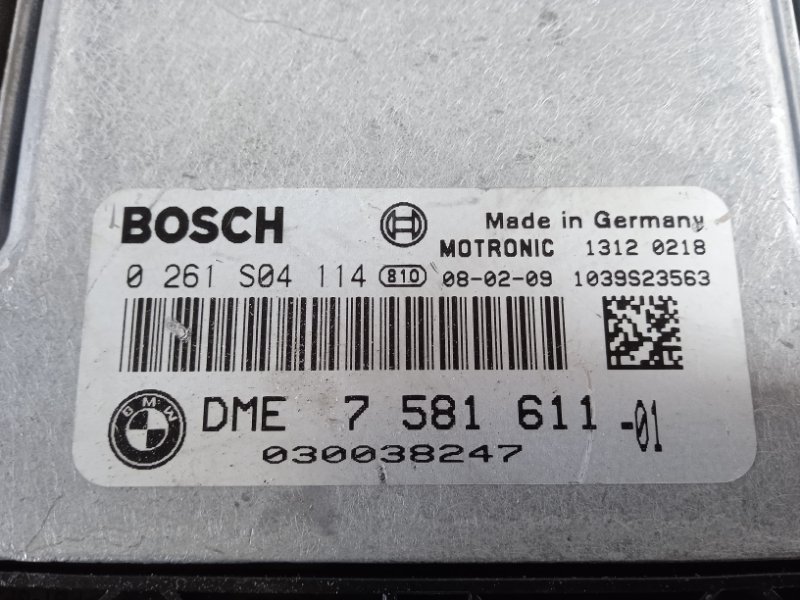 BOSCH Made in Germany
MOTRONIC 1312 0218
0 261 S04 114 810 08-02-09 1039S23563
BMW DME 7 581 611 -01
030038247